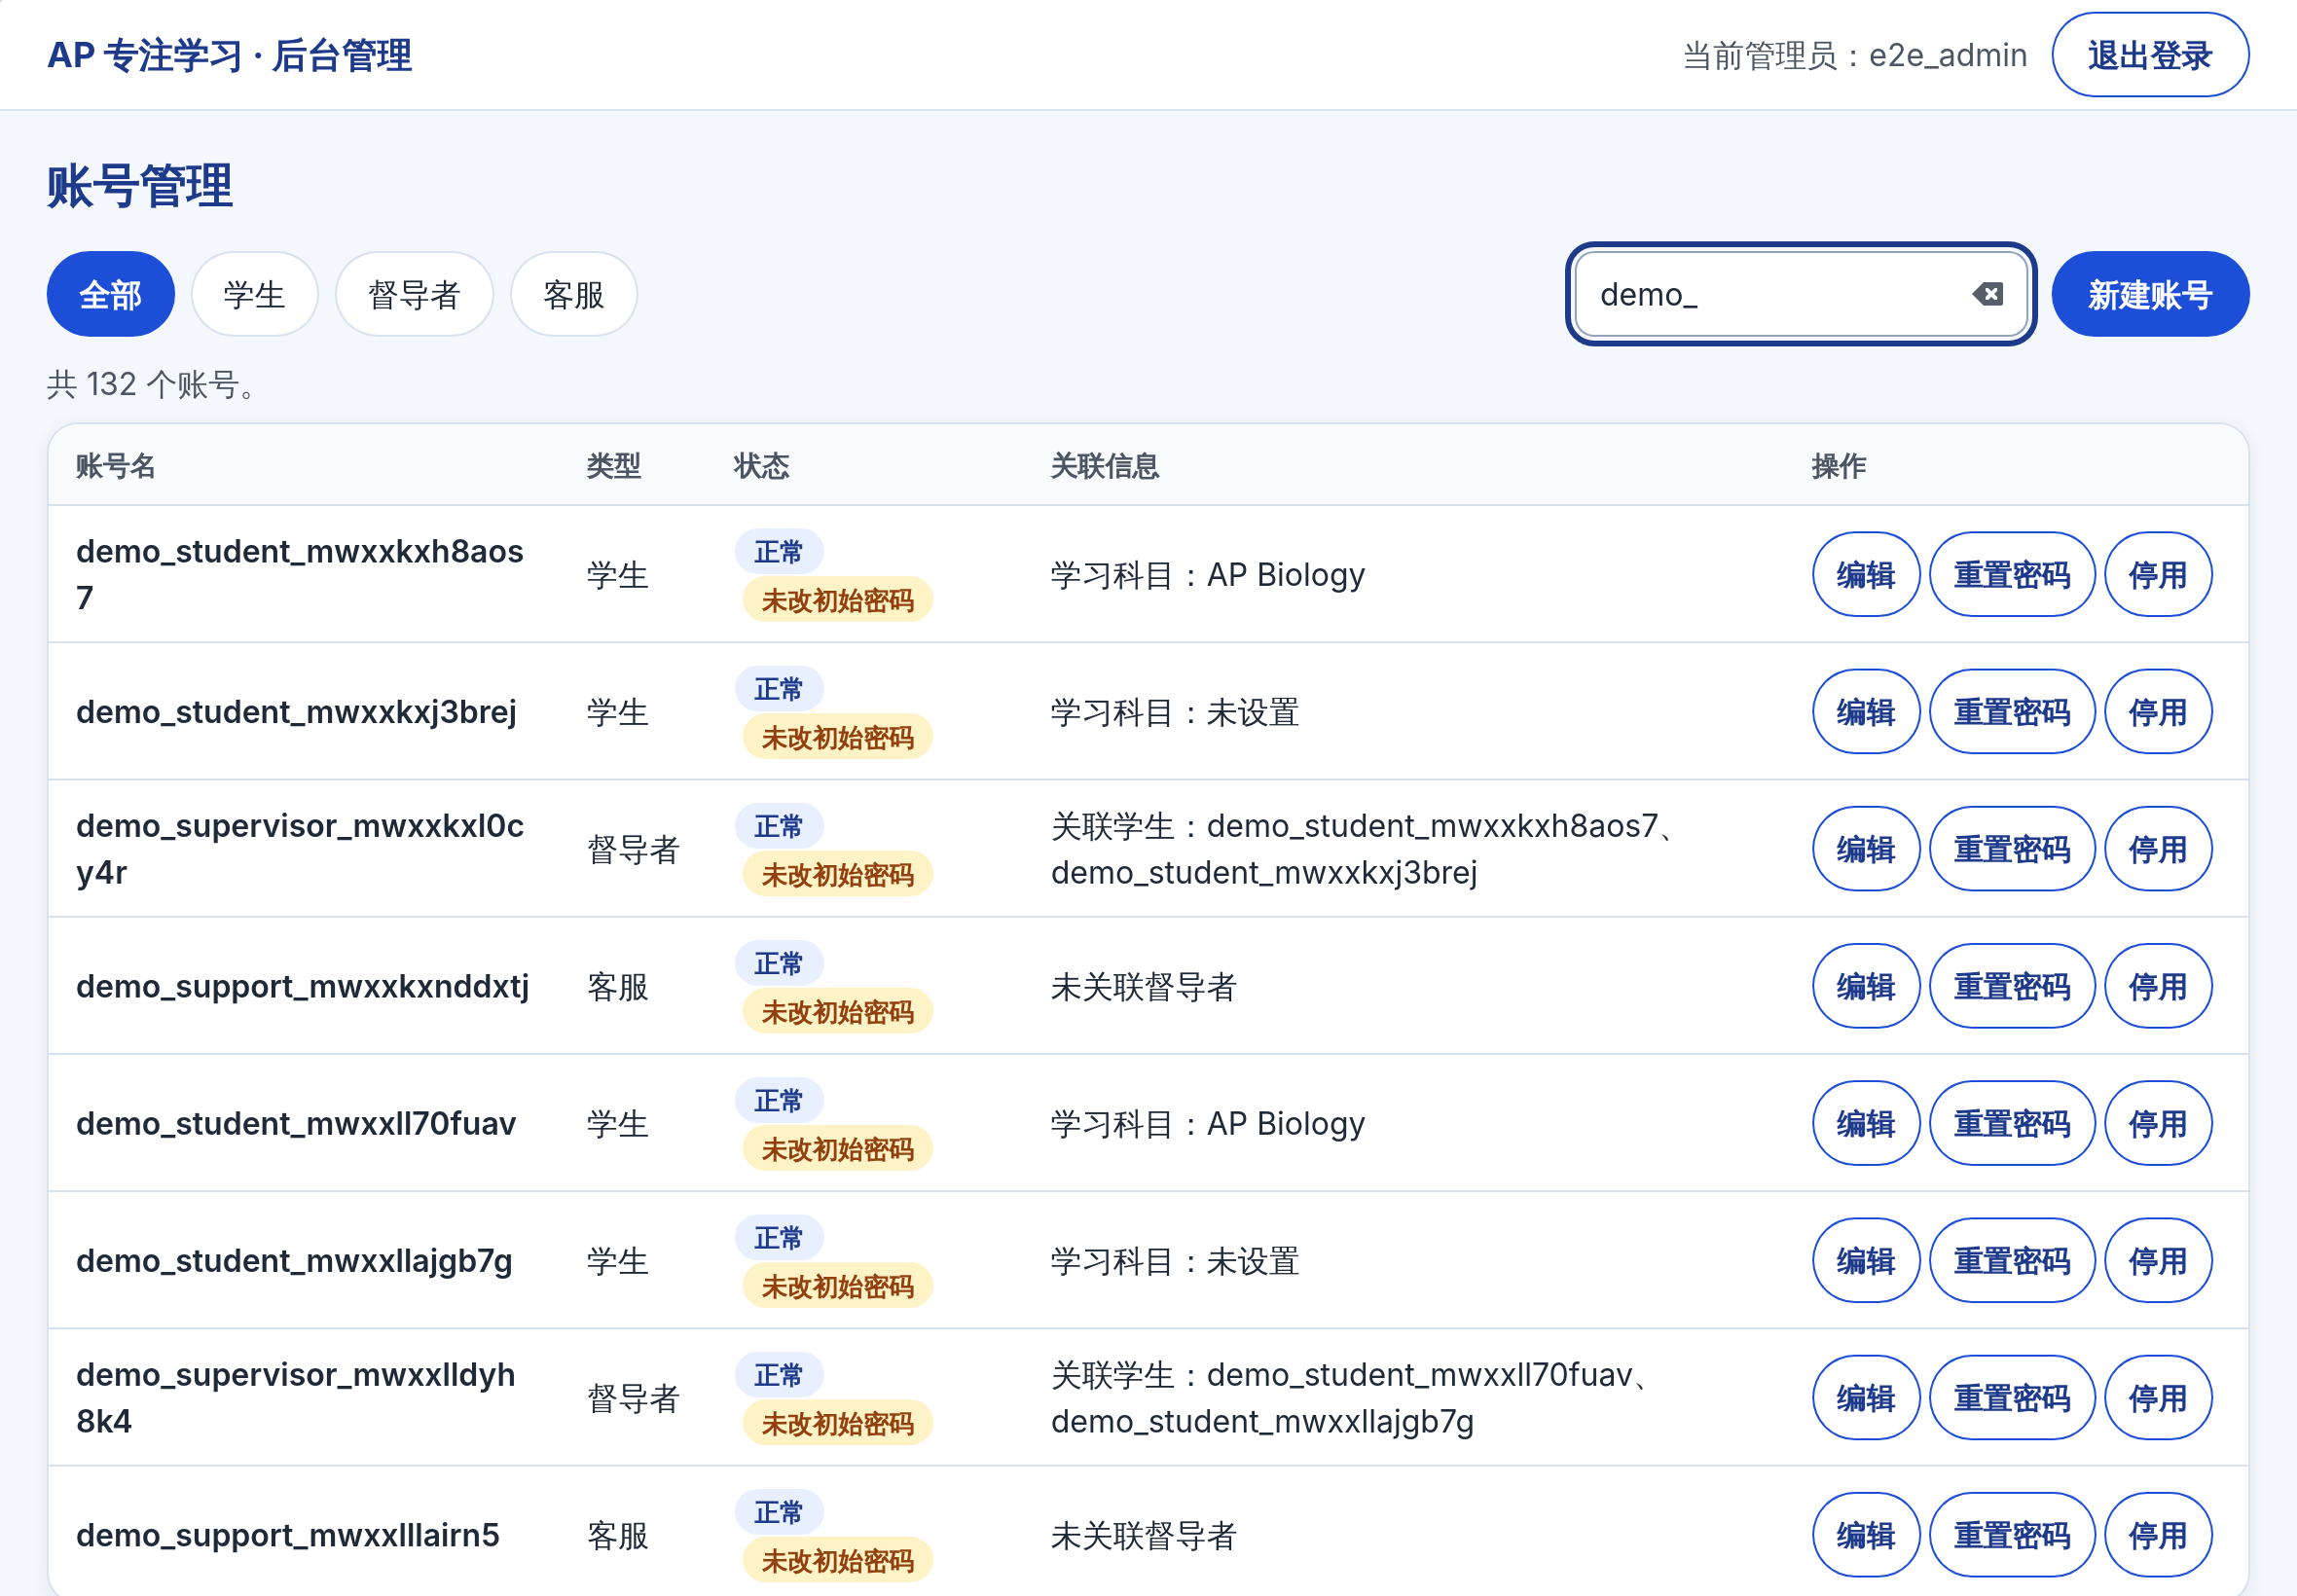 AP 专注学习 · 后台管理
当前管理员：e2e_admin
退出登录
账号管理
全部
学生
督导者
客服
demo_
新建账号
共 132 个账号。
账号名 类型 状态 关联信息 操作
demo_student_mwxxkxh8aos
7
学生
正常
未改初始密码
学习科目：AP Biology
编辑 重置密码 停用
demo_student_mwxxkxj3brej
学生
正常
未改初始密码
学习科目：未设置
编辑 重置密码 停用
demo_supervisor_mwxxkxl0c
y4r
督导者
正常
未改初始密码
关联学生：demo_student_mwxxkxh8aos7、
demo_student_mwxxkxj3brej
编辑 重置密码 停用
demo_support_mwxxkxnddxtj
客服
正常
未改初始密码
未关联督导者
编辑 重置密码 停用
demo_student_mwxxll70fuav
学生
正常
未改初始密码
学习科目：AP Biology
编辑 重置密码 停用
demo_student_mwxxllajgb7g
学生
正常
未改初始密码
学习科目：未设置
编辑 重置密码 停用
demo_supervisor_mwxxlldyh
8k4
督导者
正常
未改初始密码
关联学生：demo_student_mwxxll70fuav、
demo_student_mwxxllajgb7g
编辑 重置密码 停用
demo_support_mwxxlllairn5
客服
正常
未改初始密码
未关联督导者
编辑 重置密码 停用